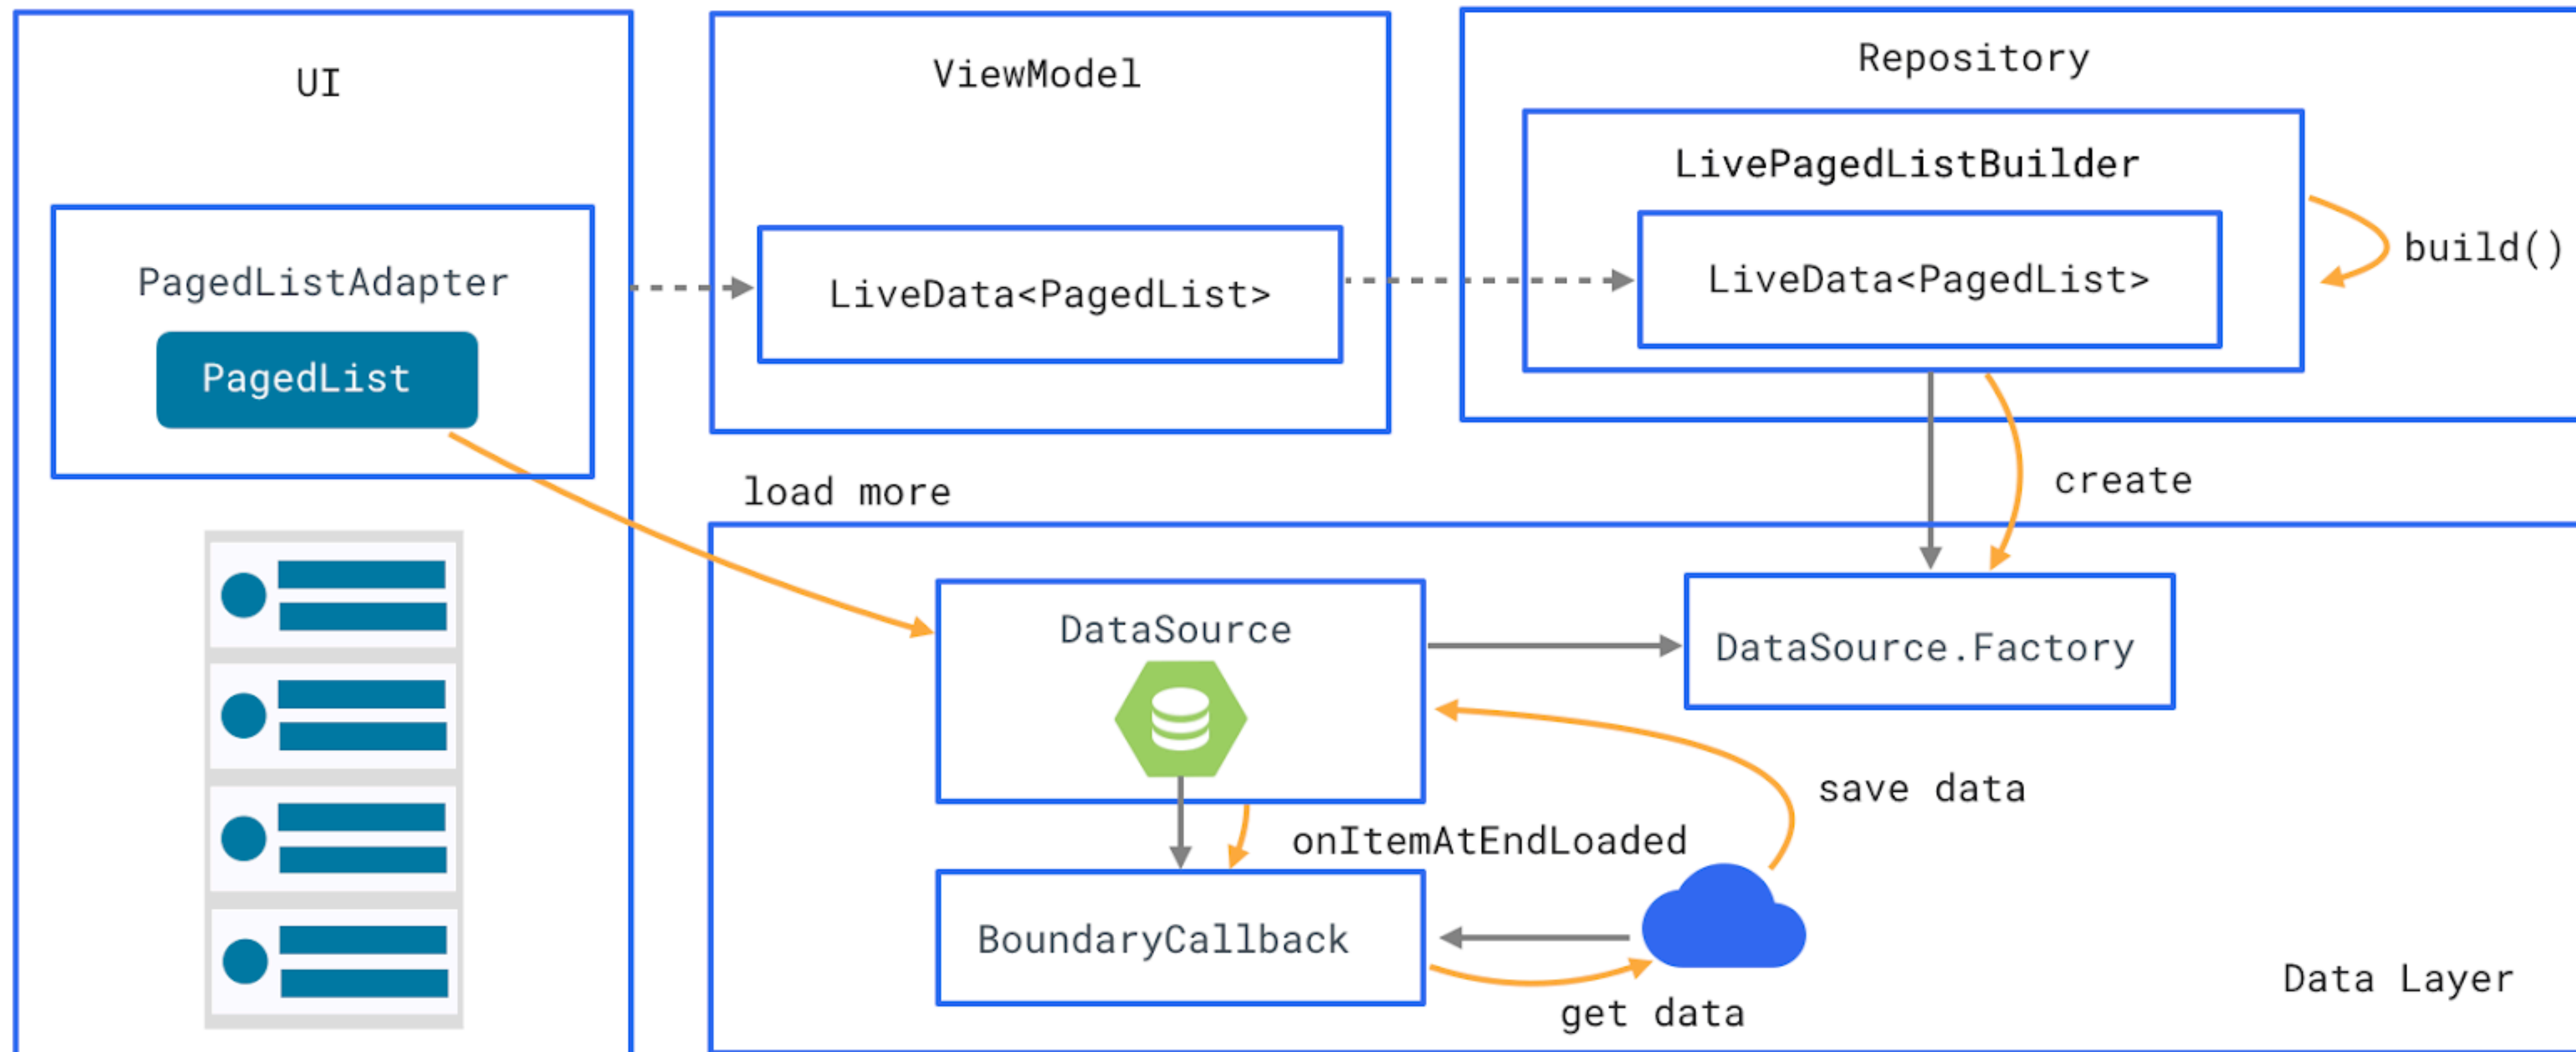 UI
PagedListAdapter
PagedList
ViewModel
LiveData<PagedList>
Repository
LivePagedListBuilder
LiveData<PagedList>
build()
load more
create
DataSource
DataSource.Factory
save data
onItemAtEndLoaded
BoundaryCallback
get data
Data Layer